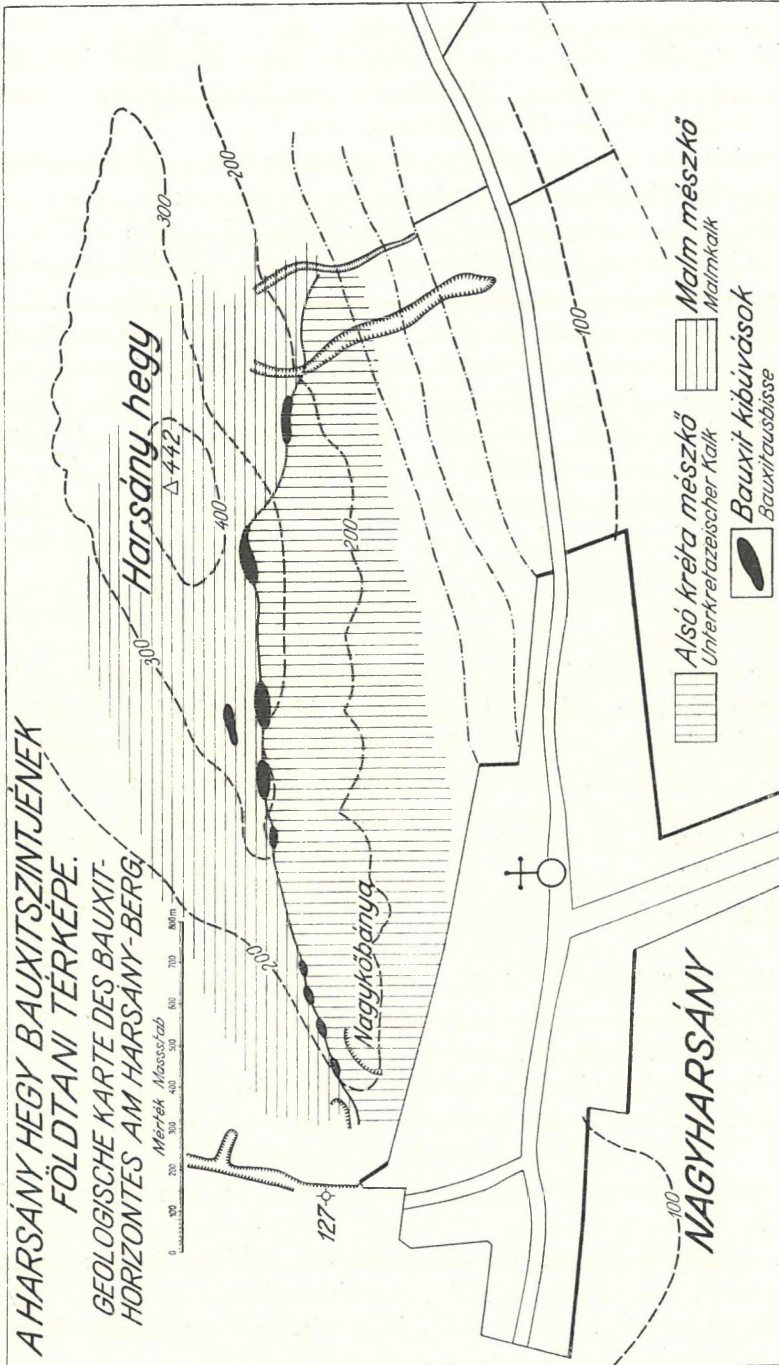 A HARSÁNY HEGY BAUXITSZINTJÉNEK
FÖLDTANI TÉRKÉPE.
GEOLOGISCHE KARTE DES BAUXIT-
HORIZONTES AM HARSÁNY-BERG.
Mérték Massstab
0 100 200 300 400 500 600 700 800m
Harsány hegy
△442
400
300
300
200
200
200
Nagykőbánya
127
100
100
NAGYHARSÁNY
Alsó kréta mészkő
Unterkretazeischer Kalk
Malm mészkő
Malmkalk
Bauxit kibúvások
Bauxitausbisse